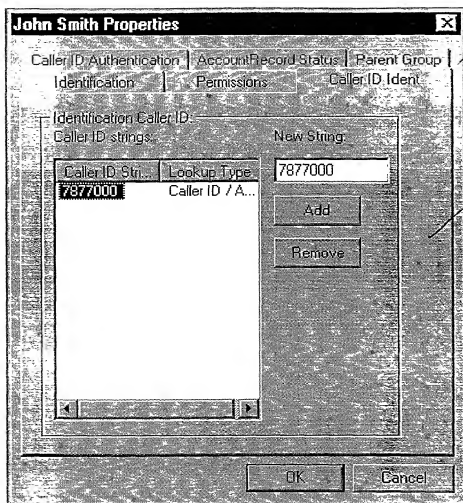 John Smith Properties
Caller ID Authentication | AccountRecord Status | Parent Group
Identification | Permissions | Caller ID Ident
Identification Caller ID:
Caller ID strings:
New String:
Caller ID Stri... Lookup Type
7877000
7877000 Caller ID / A...
Add
Remove
OK Cancel